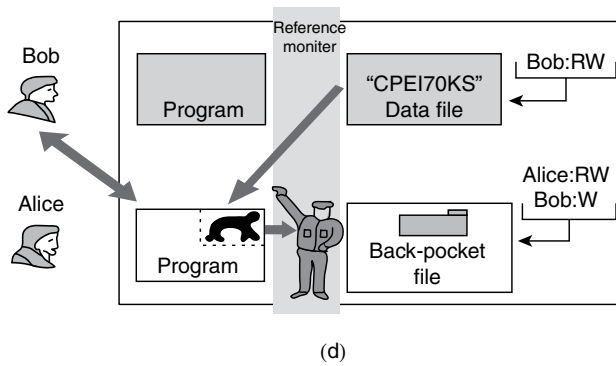 Reference
moniter
Bob
Program
“CPEI70KS”
Data file
Bob:RW
Alice
Program
Back-pocket
file
Alice:RW
Bob:W
(d)